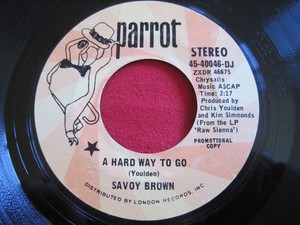 parrot
STEREO
45-40046-DJ
ZXDR 46675
Chrysalis
Music ASCAP
Time: 2:17
Produced by
Chris Youlden
and Kim Simmonds
(From the LP
'Raw Sienna')
PROMOTIONAL
COPY
A HARD WAY TO GO
(Youlden)
SAVOY BROWN
DISTRIBUTED BY LONDON RECORDS, INC.